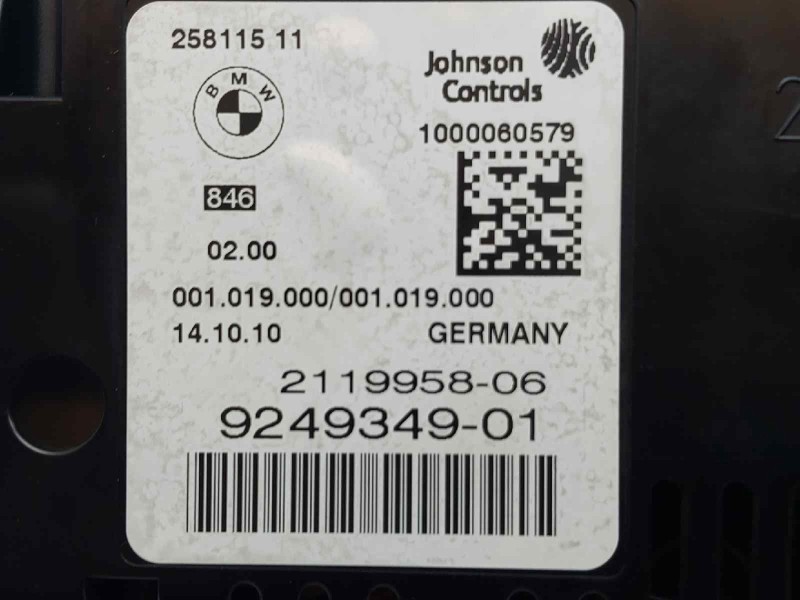 258115 11
BMW
Johnson
Controls
1000060579
846
02.00
001.019.000/001.019.000
14.10.10 GERMANY
2119958-06
9249349-01
2